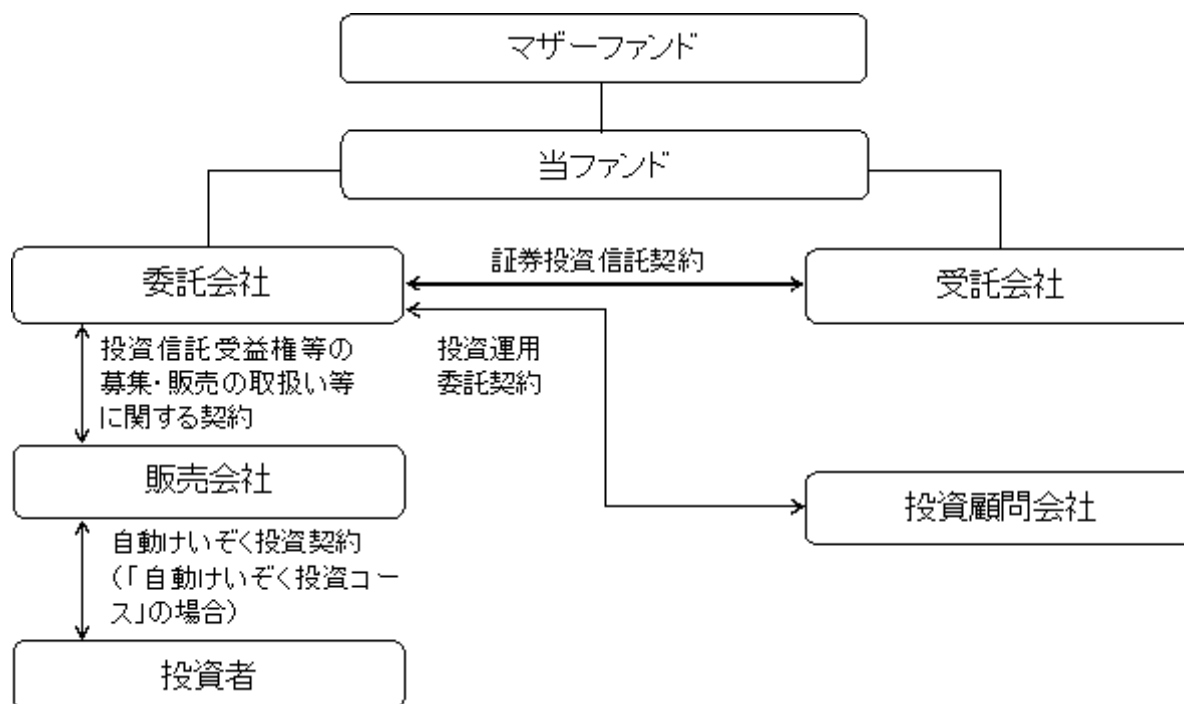 マザーファンド
当ファンド
委託会社
証券投資信託契約
受託会社
投資信託受益権等の
募集・販売の取扱い等
に関する契約
投資運用
委託契約
販売会社
投資顧問会社
自動けいぞく投資契約
(「自動けいぞく投資コー
ス」の場合)
投資者